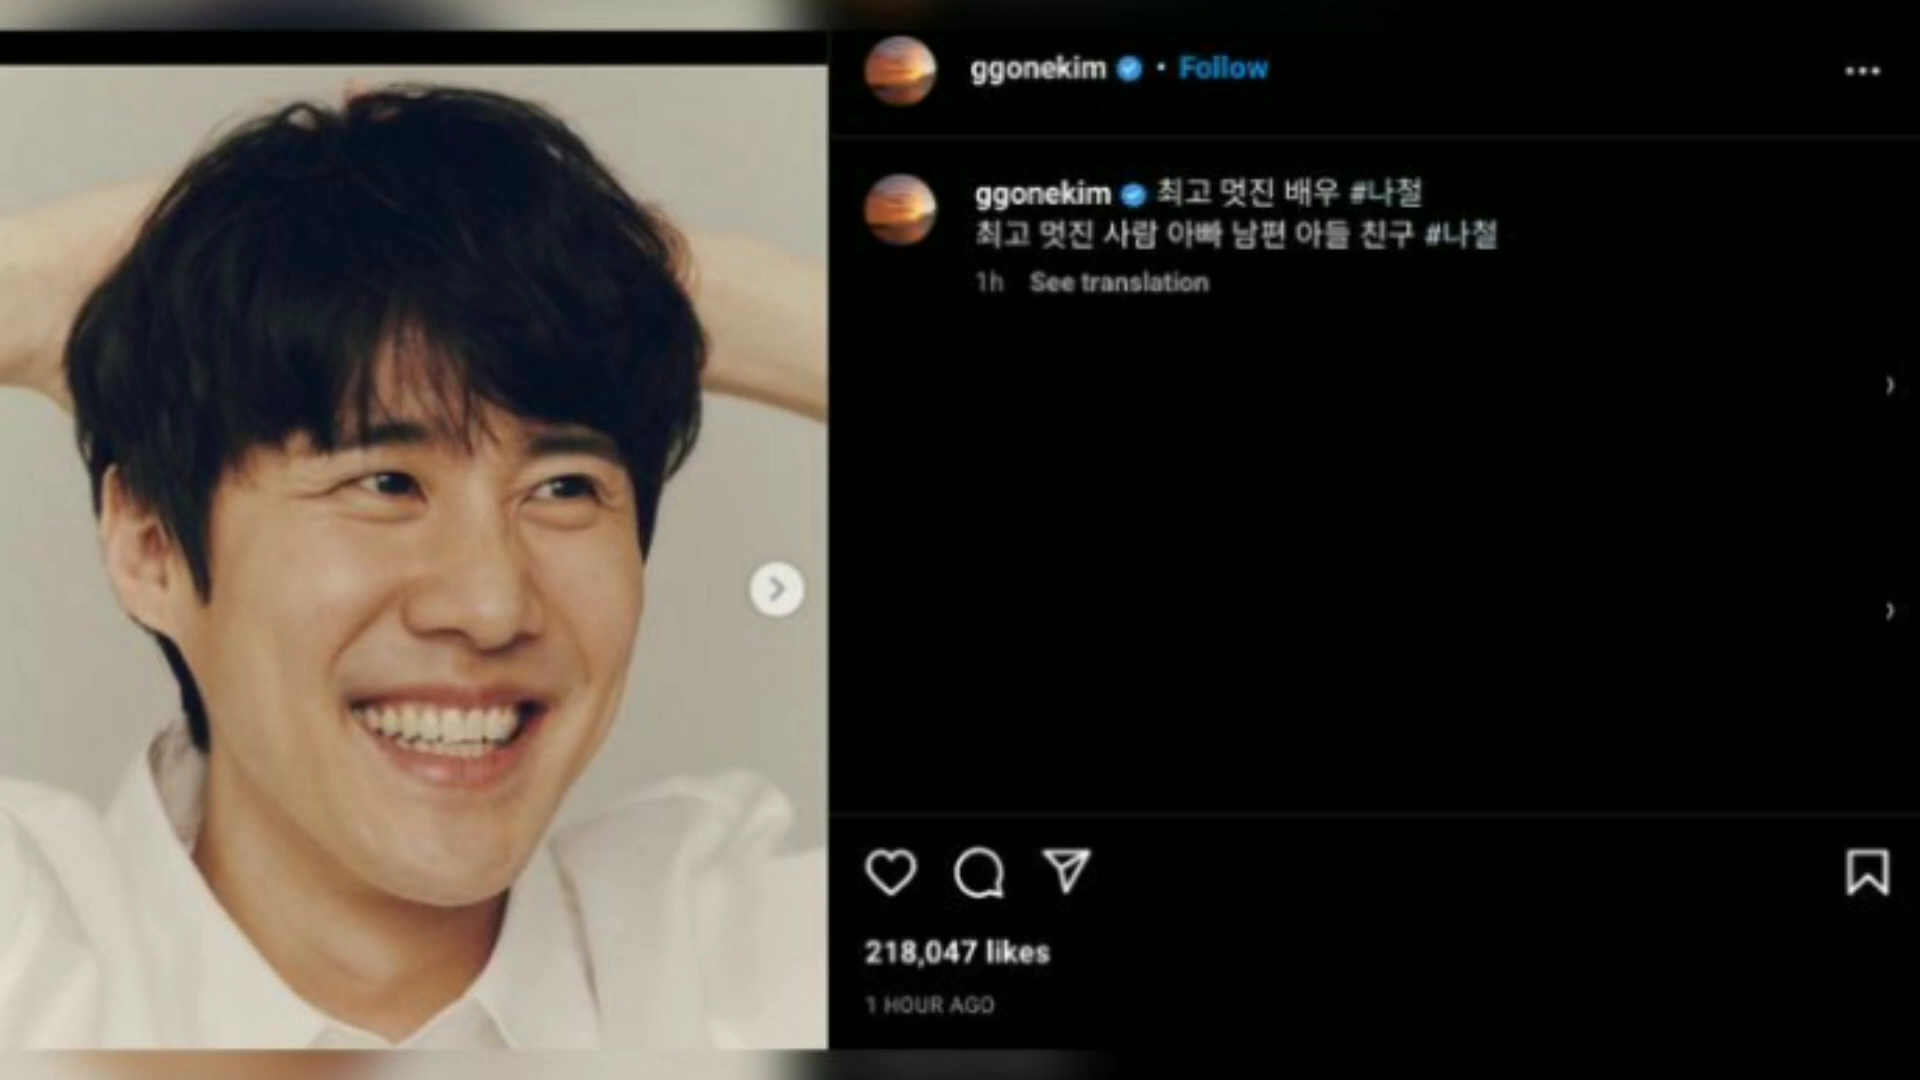 ggonekim • Follow
ggonekim 최고 멋진 배우 #나철
최고 멋진 사람 아빠 남편 아들 친구 #나철
1h See translation
218,047 likes
1 HOUR AGO